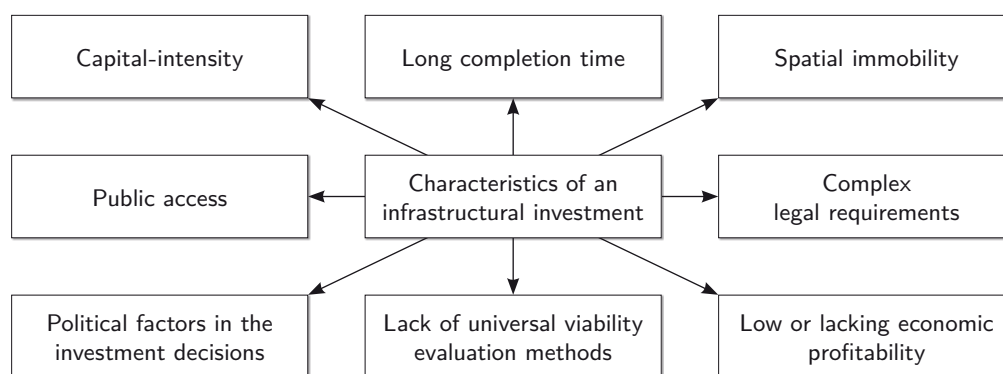 Capital-intensity
Long completion time
Spatial immobility
Public access
Characteristics of an
infrastructural investment
Complex
legal requirements
Political factors in the
investment decisions
Lack of universal viability
evaluation methods
Low or lacking economic
profitability